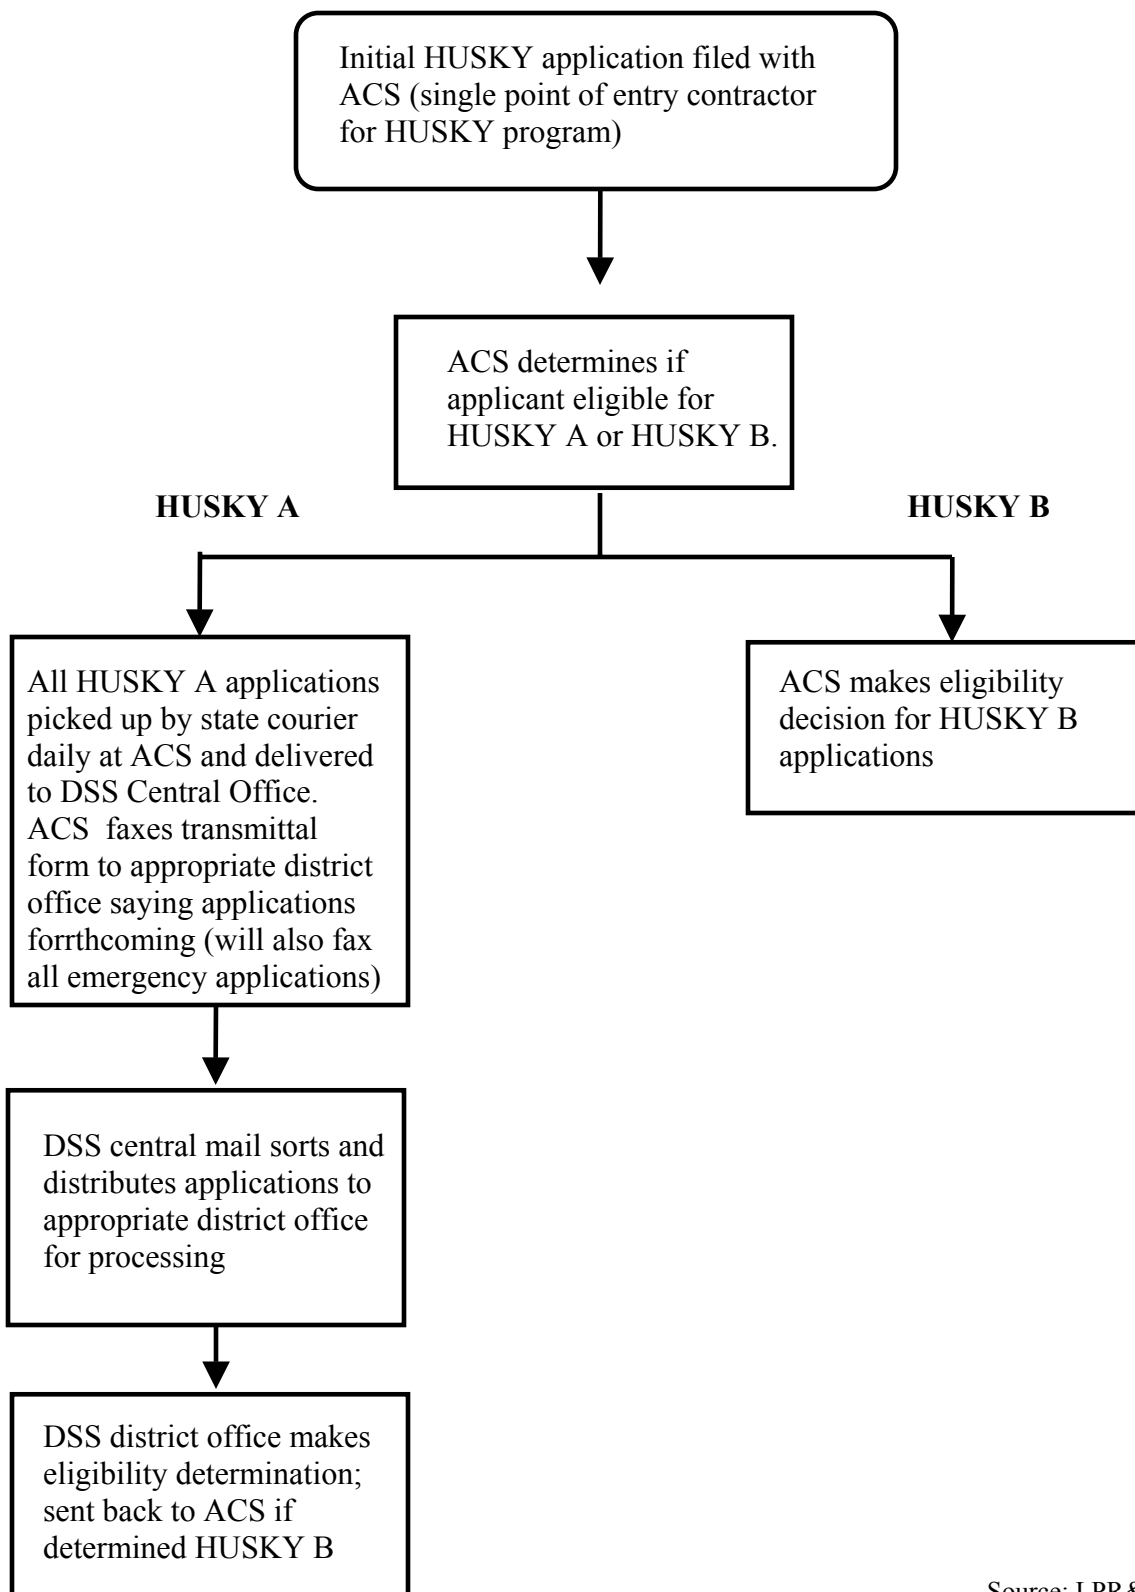 Initial HUSKY application filed with
ACS (single point of entry contractor
for HUSKY program)
ACS determines if
applicant eligible for
HUSKY A or HUSKY B.
HUSKY A
HUSKY B
All HUSKY A applications
picked up by state courier
daily at ACS and delivered
to DSS Central Office.
ACS faxes transmittal
form to appropriate district
office saying applications
forrthcoming (will also fax
all emergency applications)
ACS makes eligibility
decision for HUSKY B
applications
DSS central mail sorts and
distributes applications to
appropriate district office
for processing
DSS district office makes
eligibility determination;
sent back to ACS if
determined HUSKY B
Source: LPR&